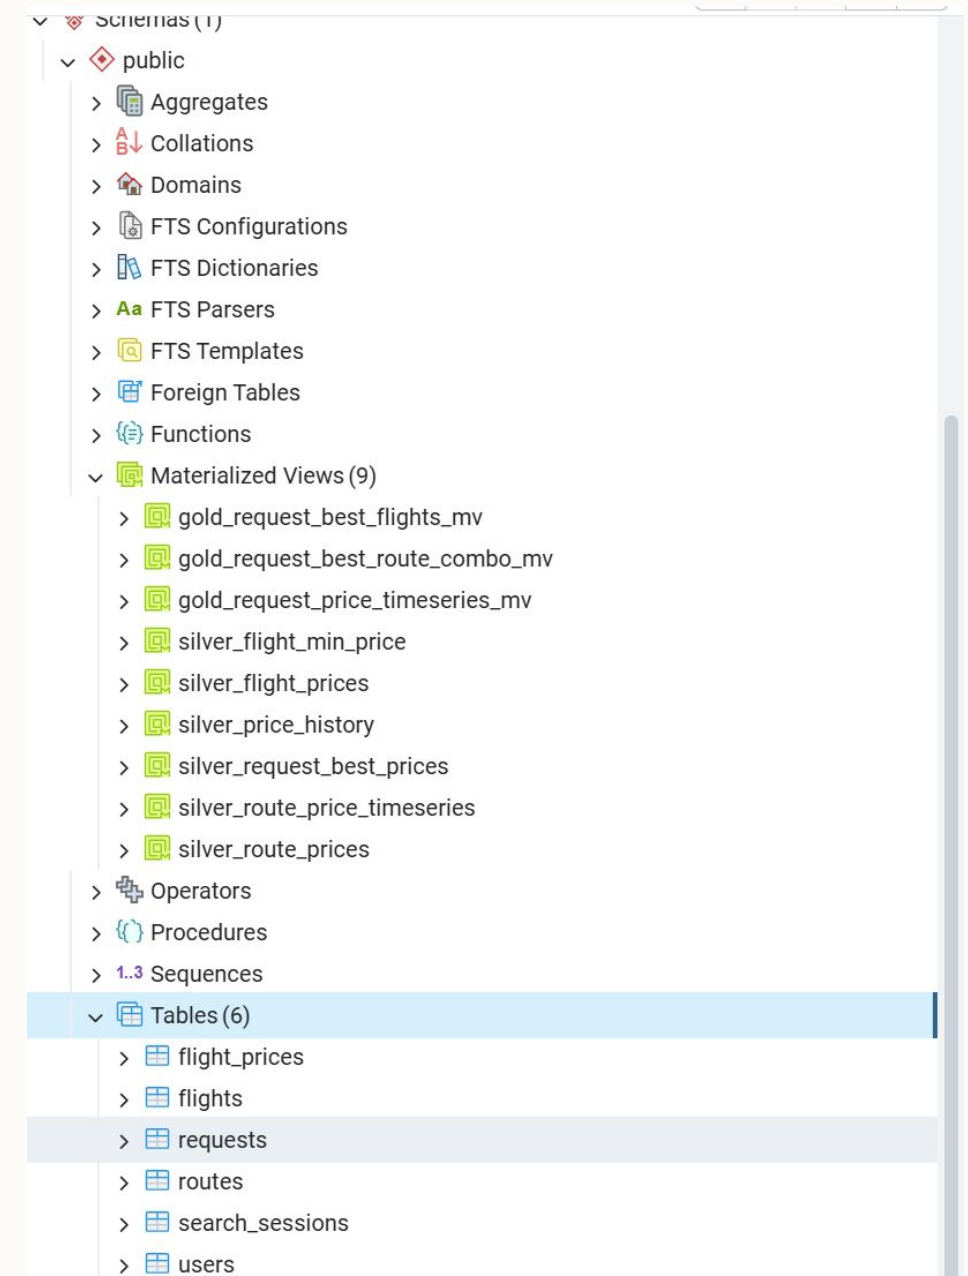 Schemas (1)
public
Aggregates
Collations
Domains
FTS Configurations
FTS Dictionaries
Aa FTS Parsers
FTS Templates
Foreign Tables
Functions
Materialized Views (9)
gold_request_best_flights_mv
gold_request_best_route_combo_mv
gold_request_price_timeseries_mv
silver_flight_min_price
silver_flight_prices
silver_price_history
silver_request_best_prices
silver_route_price_timeseries
silver_route_prices
Operators
Procedures
1..3 Sequences
Tables (6)
flight_prices
flights
requests
routes
search_sessions
users